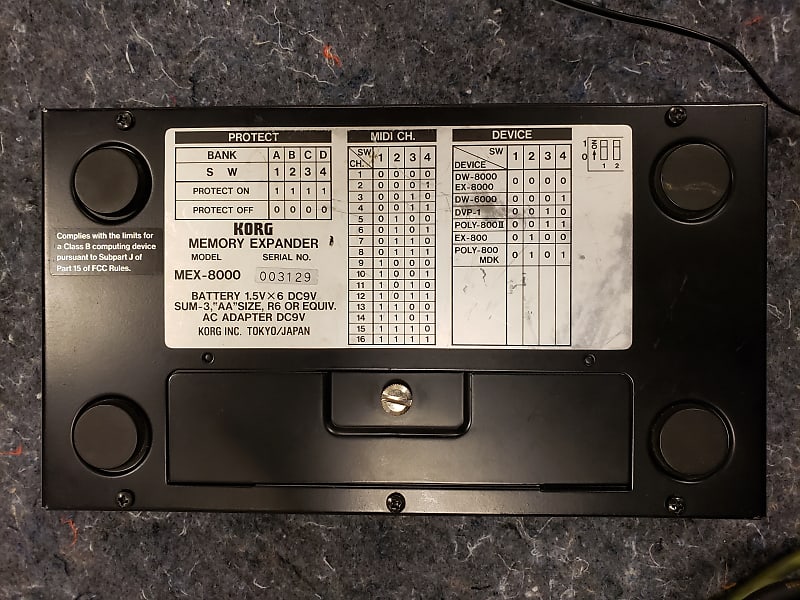 PROTECT
BANK A B C D
S W 1 2 3 4
PROTECT ON 1 1 1 1
PROTECT OFF 0 0 0 0
KORG
MEMORY EXPANDER
MODEL SERIAL NO.
MEX-8000 003129
BATTERY 1.5V×6 DC9V
SUM-3,"AA"SIZE, R6 OR EQUIV.
AC ADAPTER DC9V
KORG INC. TOKYO/JAPAN
MIDI CH.
SW 1 2 3 4
CH.
1 0 0 0 0
2 0 0 0 1
3 0 0 1 0
4 0 0 1 1
5 0 1 0 0
6 0 1 0 1
7 0 1 1 0
8 0 1 1 1
9 1 0 0 0
10 1 0 0 1
11 1 0 1 0
12 1 0 1 1
13 1 1 0 0
14 1 1 0 1
15 1 1 1 0
16 1 1 1 1
DEVICE
SW 1 2 3 4
DEVICE
DW-8000
EX-8000 0 0 0 0
DW-6000 0 0 0 1
DVP-1 0 0 1 0
POLY-800Ⅱ 0 0 1 1
EX-800 0 1 0 0
POLY-800
MDK 0 1 0 1
1
0
ON
1 2
Complies with the limits for
a Class B computing device
pursuant to Subpart J of
Part 15 of FCC Rules.